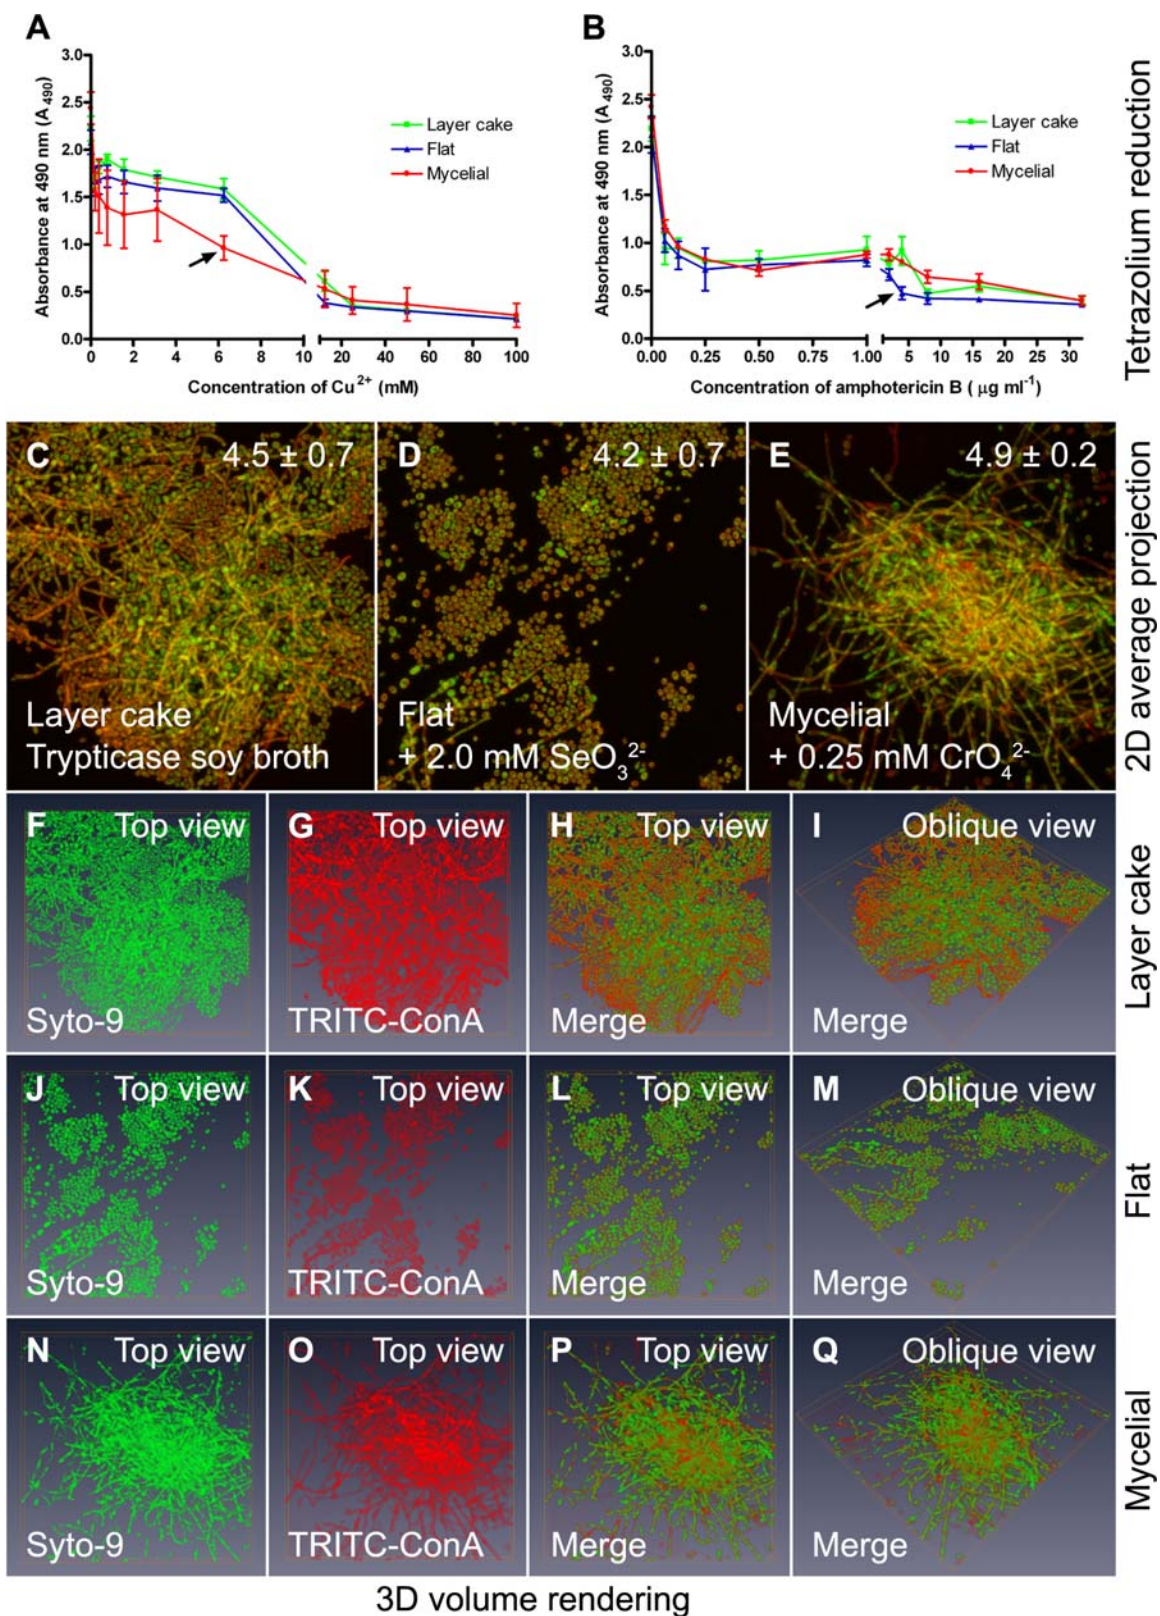 A
B
3.0
2.5
2.0
1.5
1.0
0.5
0.0
Absorbance at 490 nm (A490)
Layer cake
Flat
Mycelial
0 2 4 6 8 10 20 40 60 80 100
Concentration of Cu2+ (mM)
3.0
2.5
2.0
1.5
1.0
0.5
0.0
Absorbance at 490 nm (A490)
Layer cake
Flat
Mycelial
0.00 0.25 0.50 0.75 1.00 5 10 15 20 25 30
Concentration of amphotericin B ( μg ml-1)
Tetrazolium reduction
C 4.5 ± 0.7
Layer cake
Trypticase soy broth
D 4.2 ± 0.7
Flat
+ 2.0 mM SeO3 2-
E 4.9 ± 0.2
Mycelial
+ 0.25 mM CrO4 2-
2D average projection
F Top view
Syto-9
G Top view
TRITC-ConA
H Top view
Merge
I Oblique view
Merge
Layer cake
J Top view
Syto-9
K Top view
TRITC-ConA
L Top view
Merge
M Oblique view
Merge
Flat
N Top view
Syto-9
O Top view
TRITC-ConA
P Top view
Merge
Q Oblique view
Merge
Mycelial
3D volume rendering